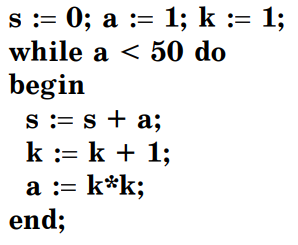 s := 0; a := 1; k := 1;
while a < 50 do
begin
s := s + a;
k := k + 1;
a := k*k;
end;